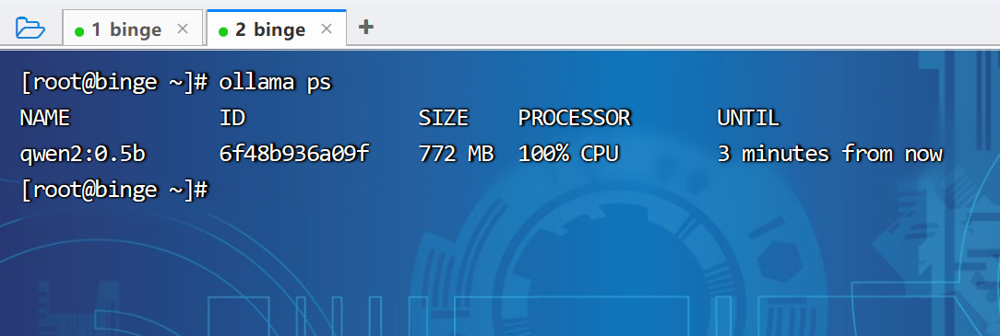 1 binge × 2 binge × +
[root@binge ~]# ollama ps
NAME ID SIZE PROCESSOR UNTIL
qwen2:0.5b 6f48b936a09f 772 MB 100% CPU 3 minutes from now
[root@binge ~]#